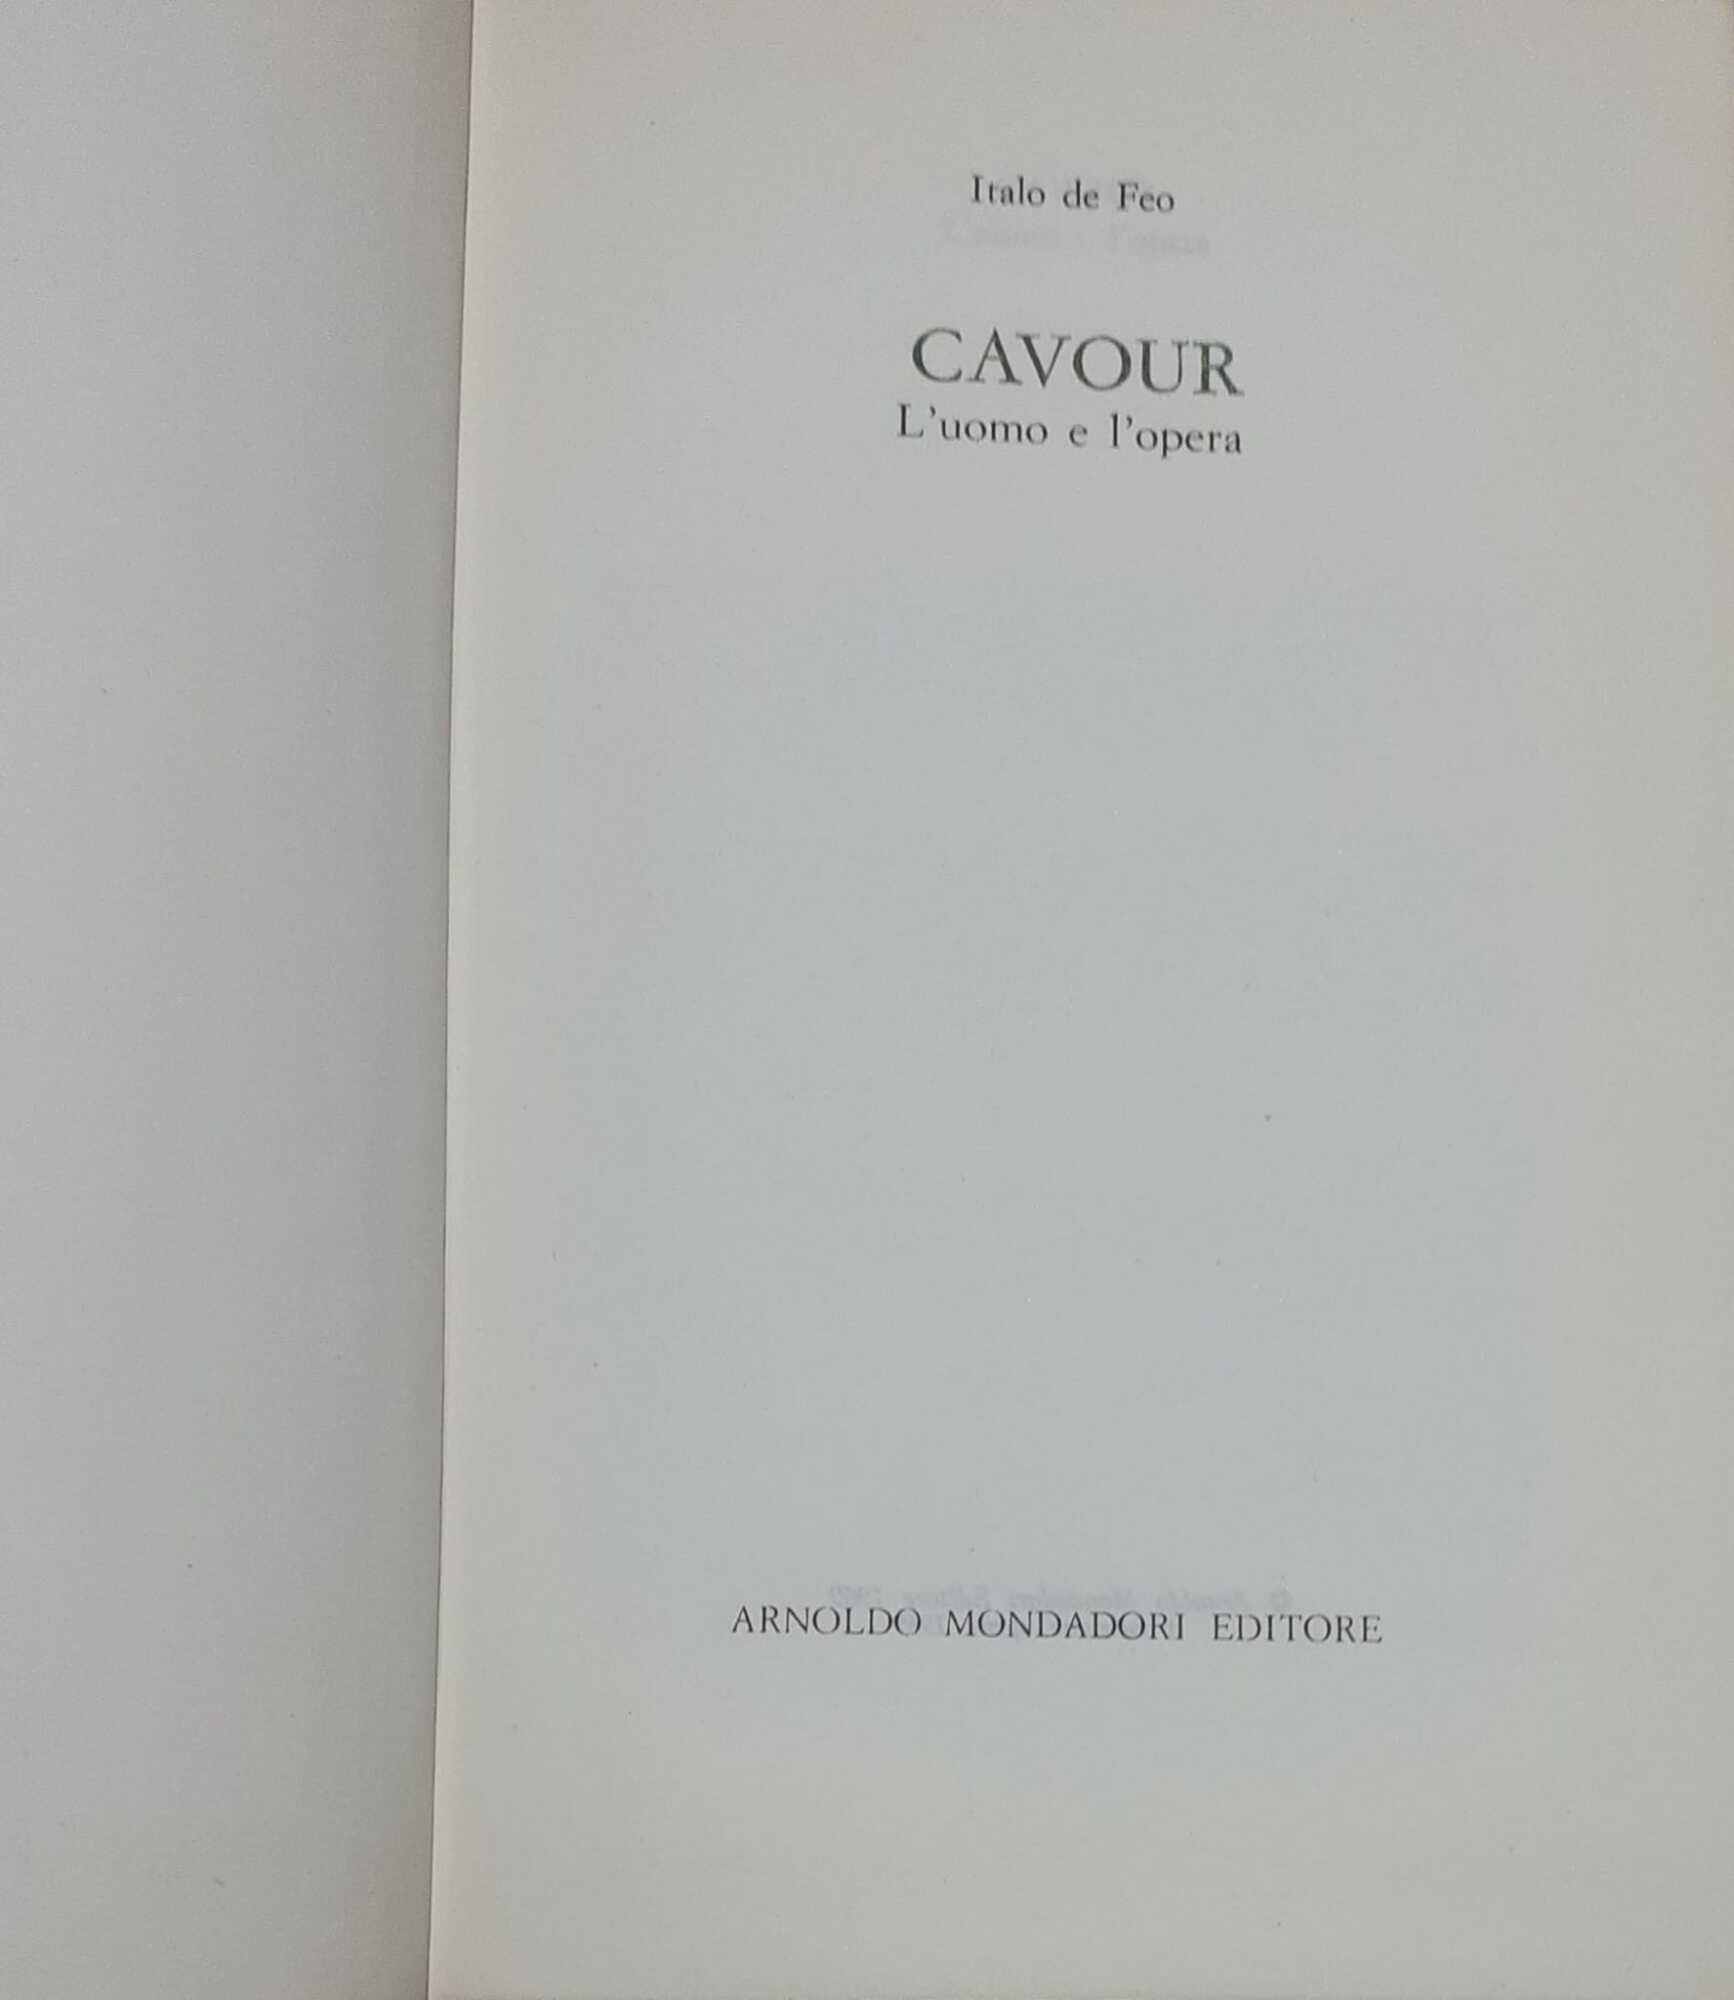 Italo de Feo
CAVOUR
L'uomo e l'opera
ARNOLDO MONDADORI EDITORE